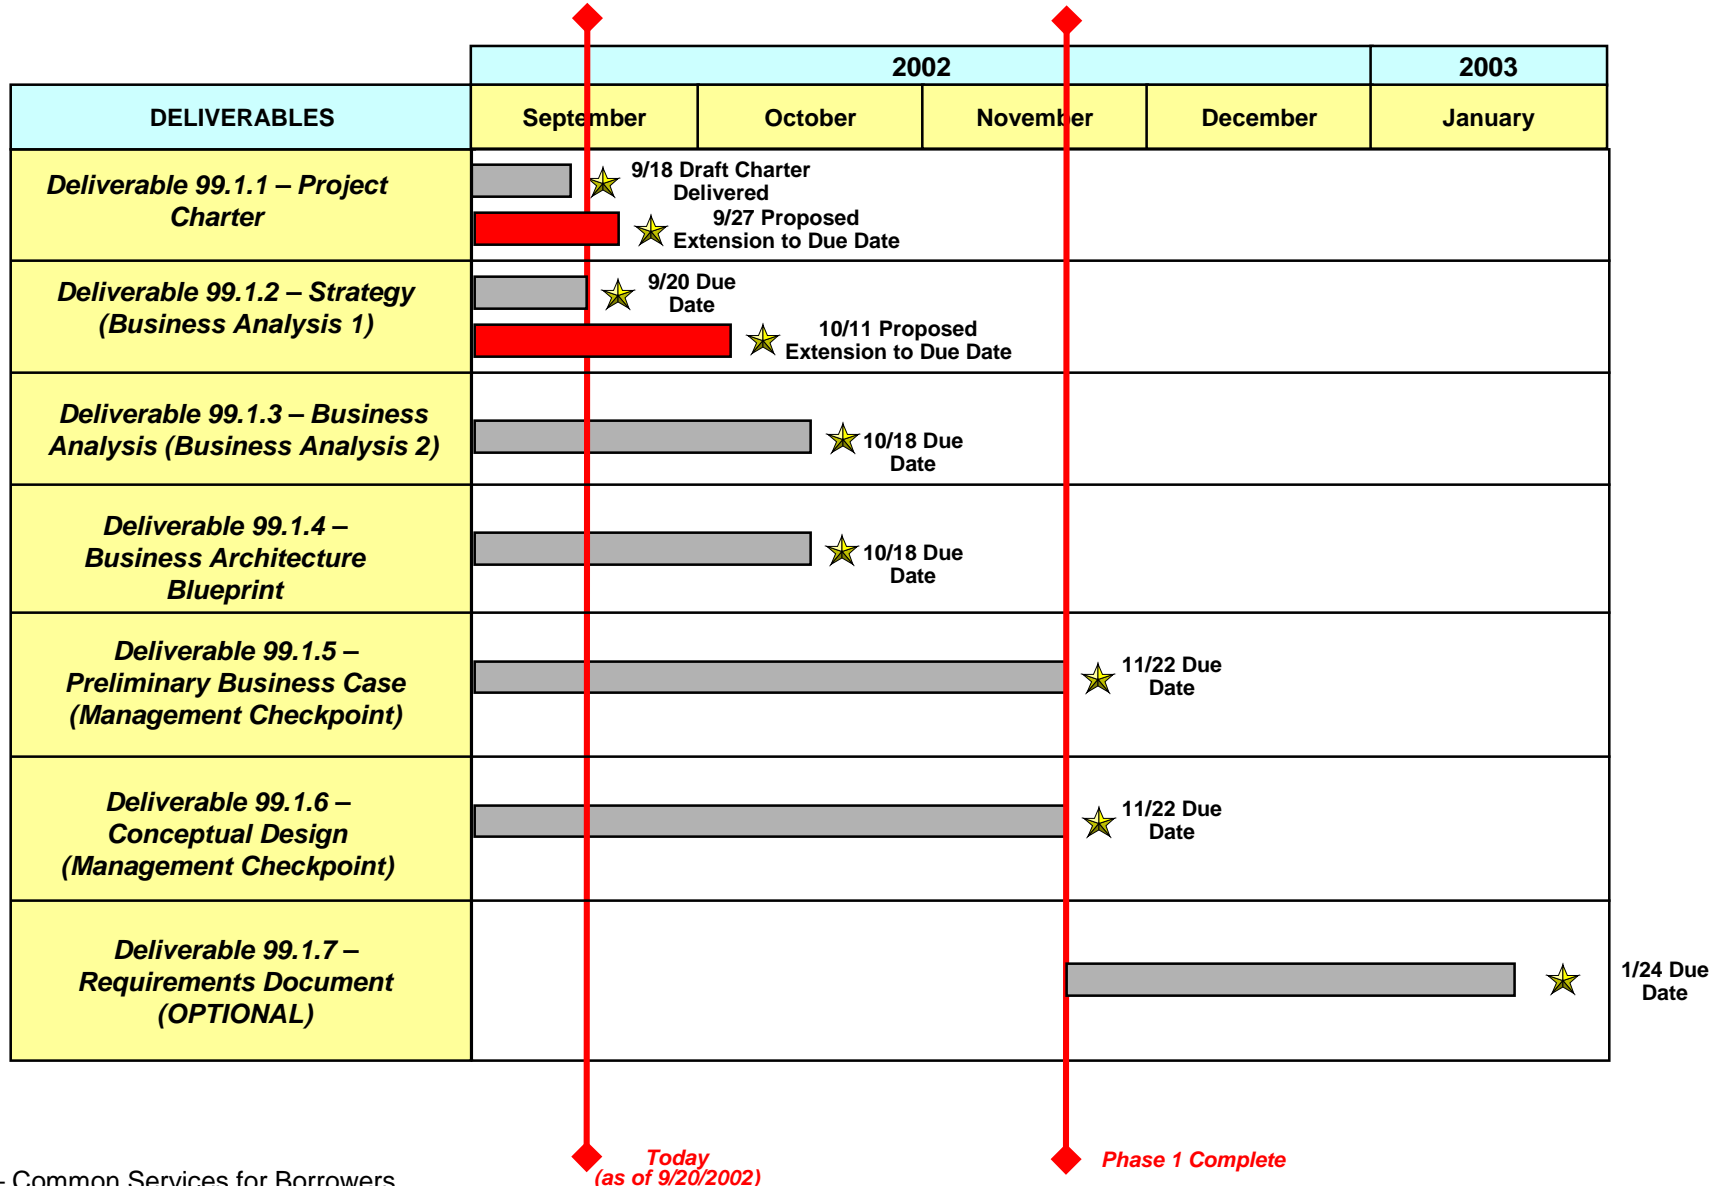 2002
2003
DELIVERABLES
September
October
November
December
January
Deliverable 99.1.1 – Project
Charter
9/18 Draft Charter
Delivered
9/27 Proposed
Extension to Due Date
Deliverable 99.1.2 – Strategy
(Business Analysis 1)
9/20 Due
Date
10/11 Proposed
Extension to Due Date
Deliverable 99.1.3 – Business
Analysis (Business Analysis 2)
10/18 Due
Date
Deliverable 99.1.4 –
Business Architecture
Blueprint
10/18 Due
Date
Deliverable 99.1.5 –
Preliminary Business Case
(Management Checkpoint)
11/22 Due
Date
Deliverable 99.1.6 –
Conceptual Design
(Management Checkpoint)
11/22 Due
Date
Deliverable 99.1.7 –
Requirements Document
(OPTIONAL)
1/24 Due
Date
Today
(as of 9/20/2002)
Phase 1 Complete
- Common Services for Borrowers